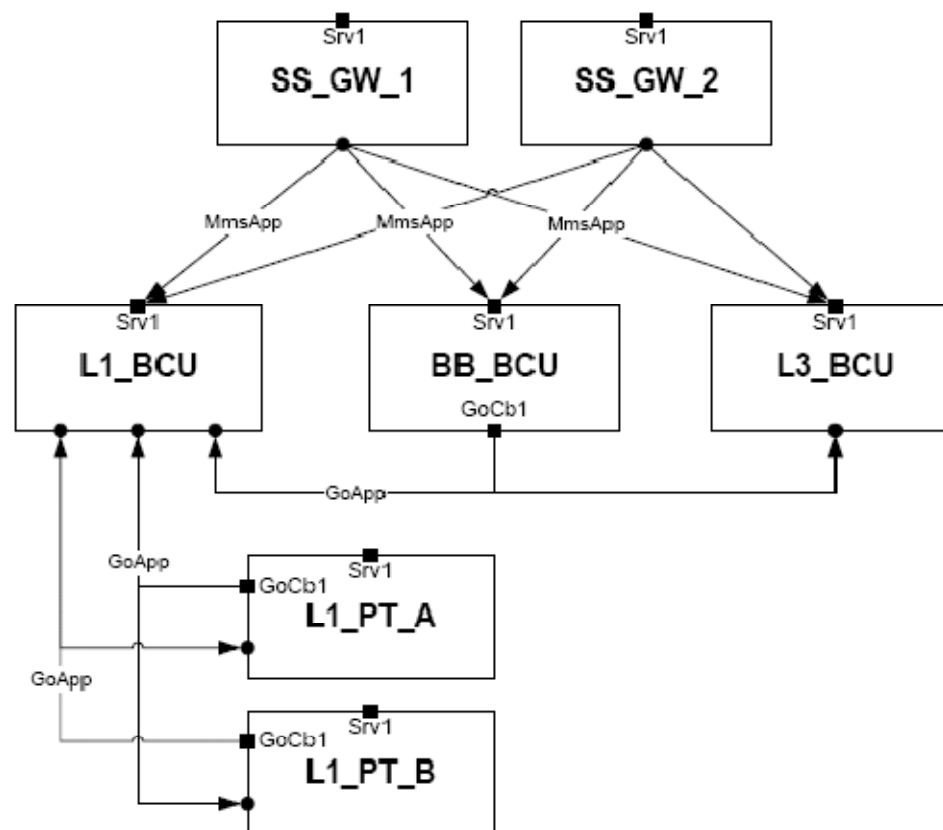 Srv1
SS_GW_1
Srv1
SS_GW_2
MmsApp
MmsApp
MmsApp
Srv1
L1_BCU
Srv1
BB_BCU
GoCb1
Srv1
L3_BCU
GoApp
GoApp
Srv1
GoCb1
L1_PT_A
GoApp
Srv1
GoCb1
L1_PT_B